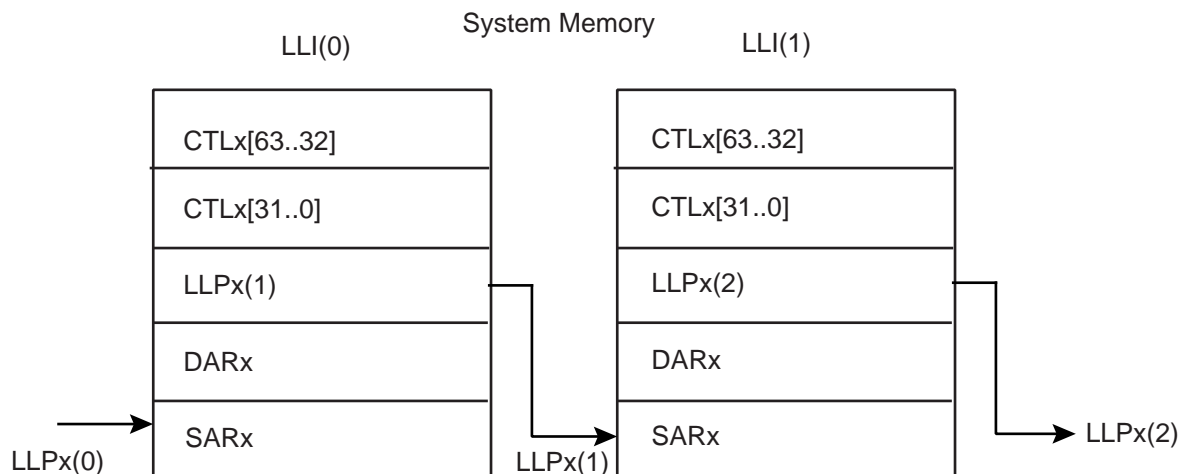 System Memory
LLI(0)
LLI(1)
CTLx[63..32]
CTLx[31..0]
LLPx(1)
DARx
SARx
CTLx[63..32]
CTLx[31..0]
LLPx(2)
DARx
SARx
LLPx(0)
LLPx(1)
LLPx(2)